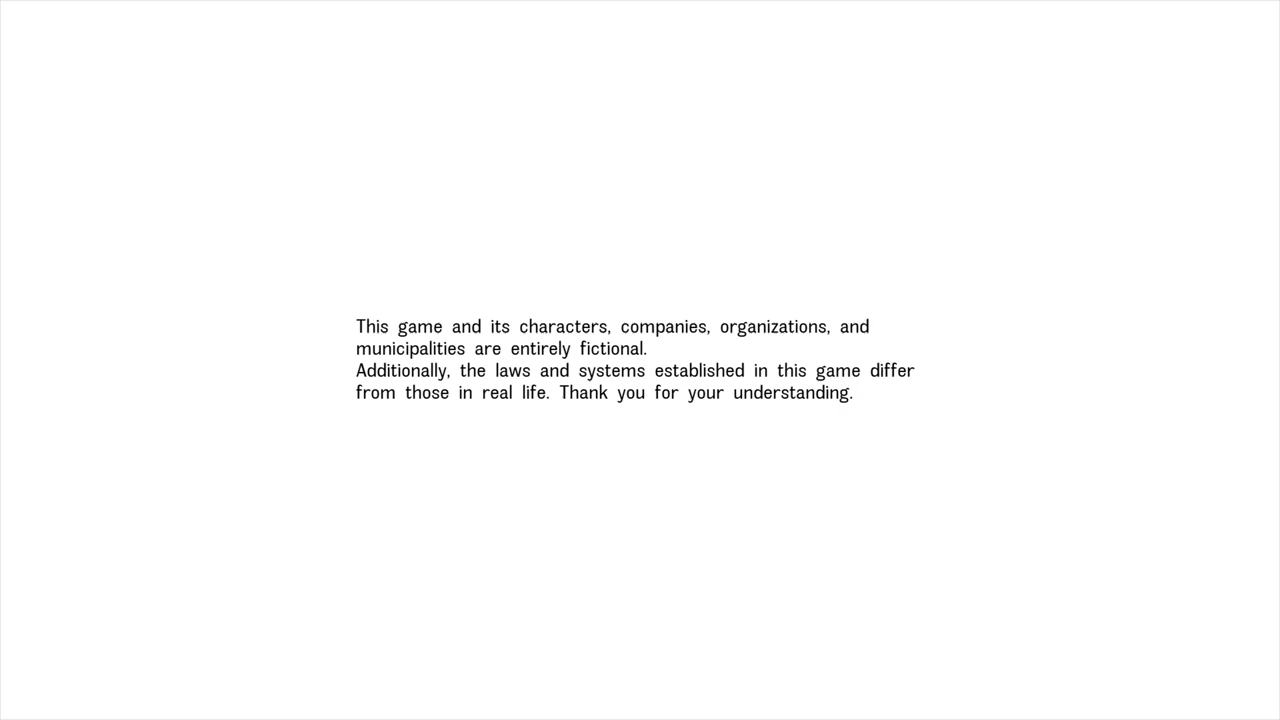 This game and its characters, companies, organizations, and
municipalities are entirely fictional.
Additionally, the laws and systems established in this game differ
from those in real life. Thank you for your understanding.